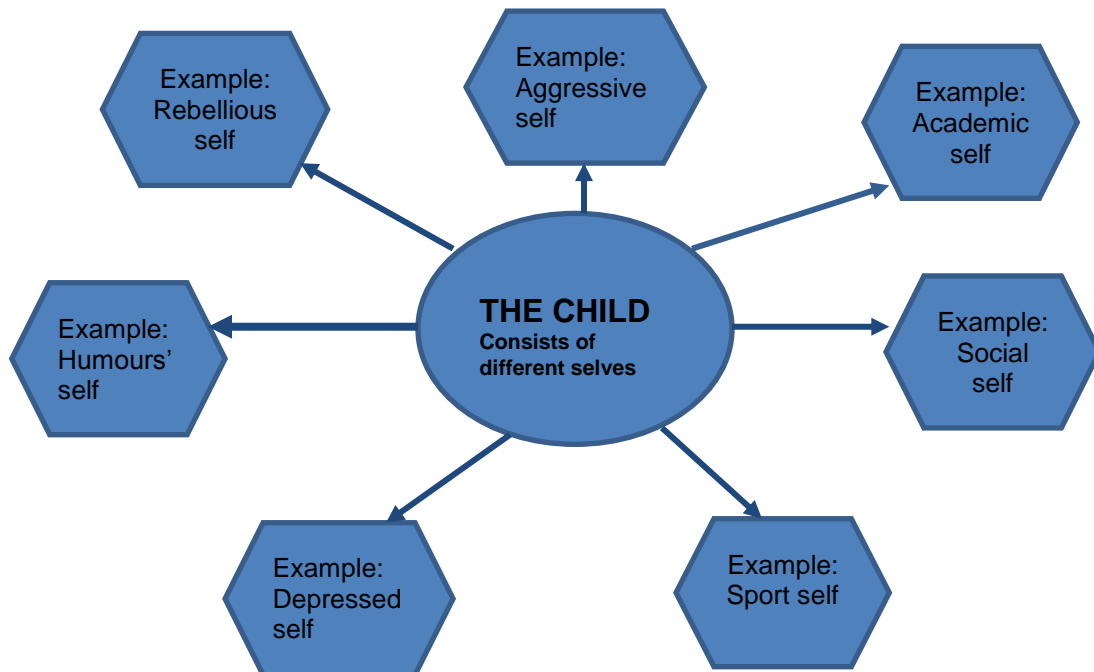 Example:
Rebellious
self
Example:
Aggressive
self
Example:
Academic
self
THE CHILD
Consists of
different selves
Example:
Humours’
self
Example:
Social
self
Example:
Depressed
self
Example:
Sport self